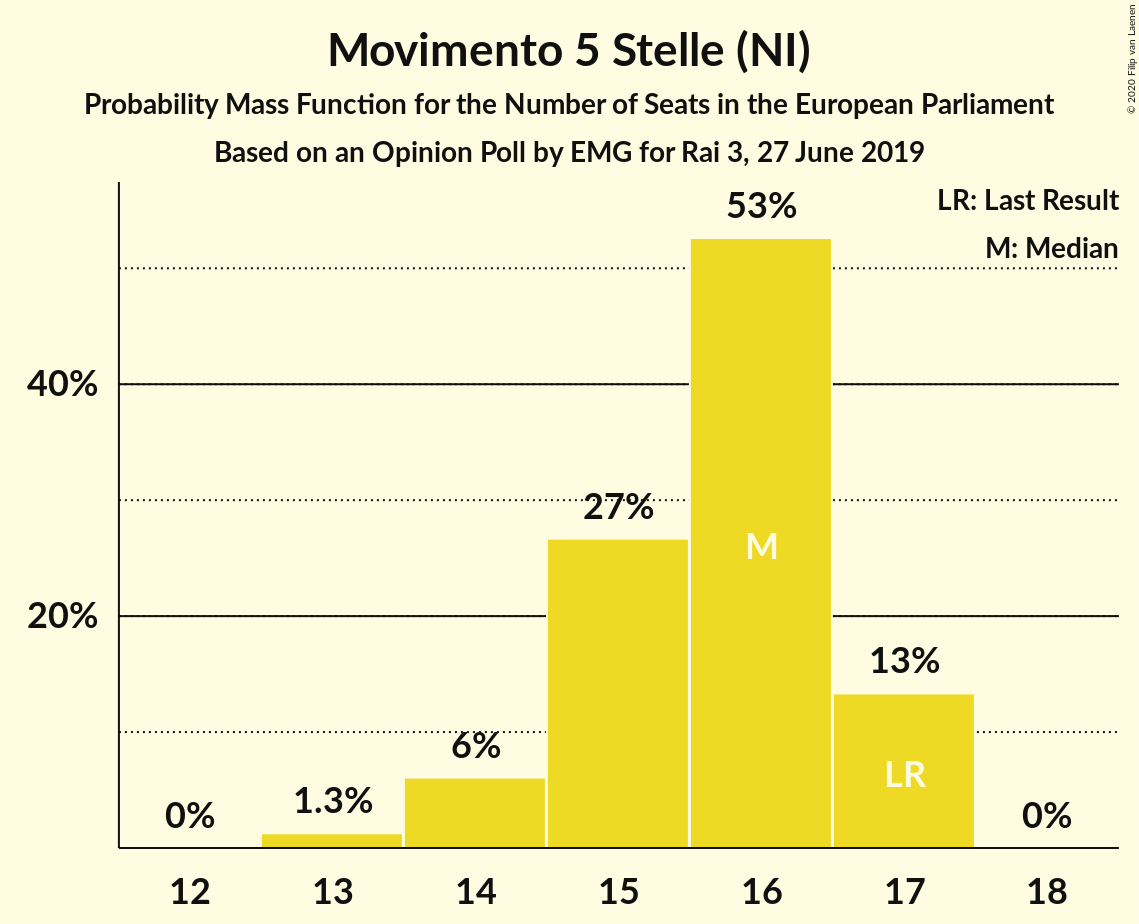 Movimento 5 Stelle (NI)
Probability Mass Function for the Number of Seats in the European Parliament
Based on an Opinion Poll by EMG for Rai 3, 27 June 2019
© 2020 Filip van Laenen
LR: Last Result
M: Median
53%
40%
27%
M
20%
13%
6%
LR
1.3%
0%
0%
12 13 14 15 16 17 18